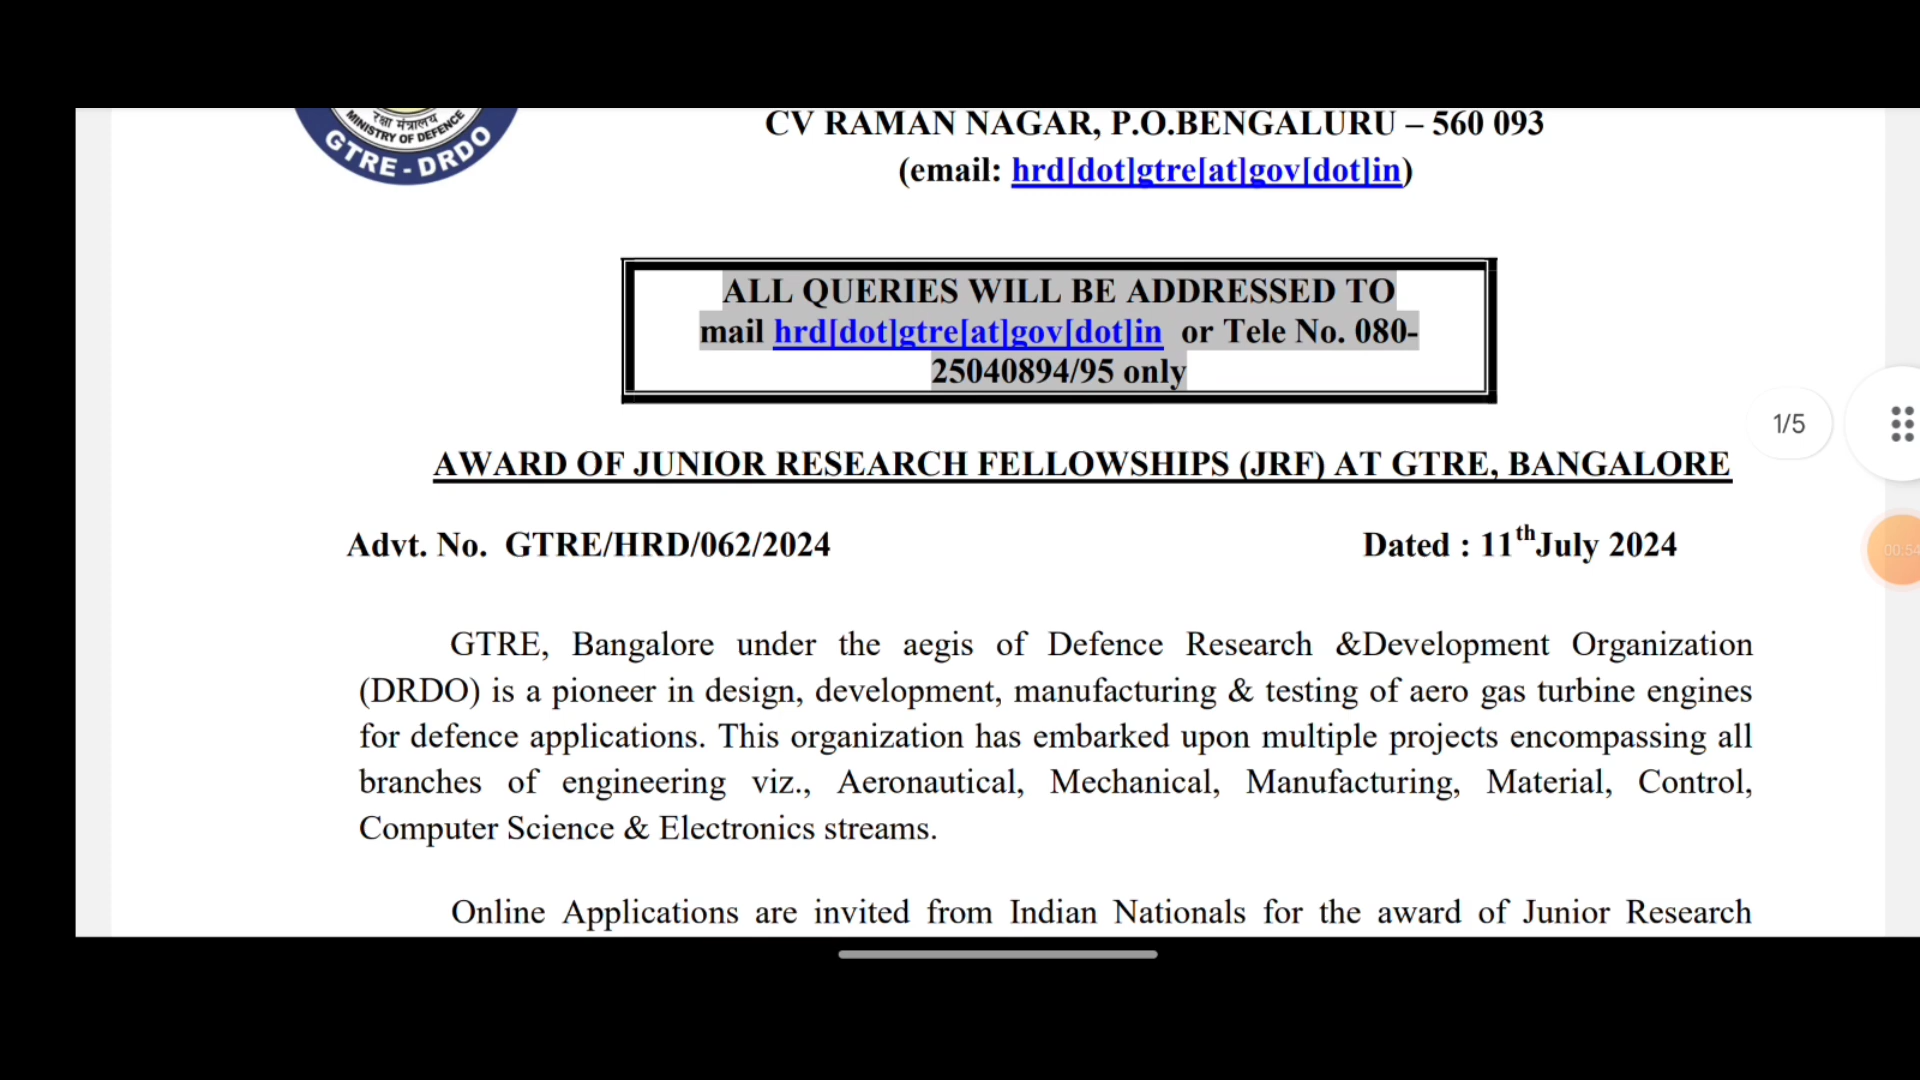 रक्षा मंत्रालय
MINISTRY OF DEFENCE
GTRE - DRDO
CV RAMAN NAGAR, P.O.BENGALURU – 560 093
(email: hrd[dot]gtre[at]gov[dot]in)
ALL QUERIES WILL BE ADDRESSED TO
mail hrd[dot]gtre[at]gov[dot]in or Tele No. 080-
25040894/95 only
1/5
AWARD OF JUNIOR RESEARCH FELLOWSHIPS (JRF) AT GTRE, BANGALORE
Advt. No. GTRE/HRD/062/2024 Dated : 11thJuly 2024
00:54
GTRE, Bangalore under the aegis of Defence Research &Development Organization
(DRDO) is a pioneer in design, development, manufacturing & testing of aero gas turbine engines
for defence applications. This organization has embarked upon multiple projects encompassing all
branches of engineering viz., Aeronautical, Mechanical, Manufacturing, Material, Control,
Computer Science & Electronics streams.
Online Applications are invited from Indian Nationals for the award of Junior Research